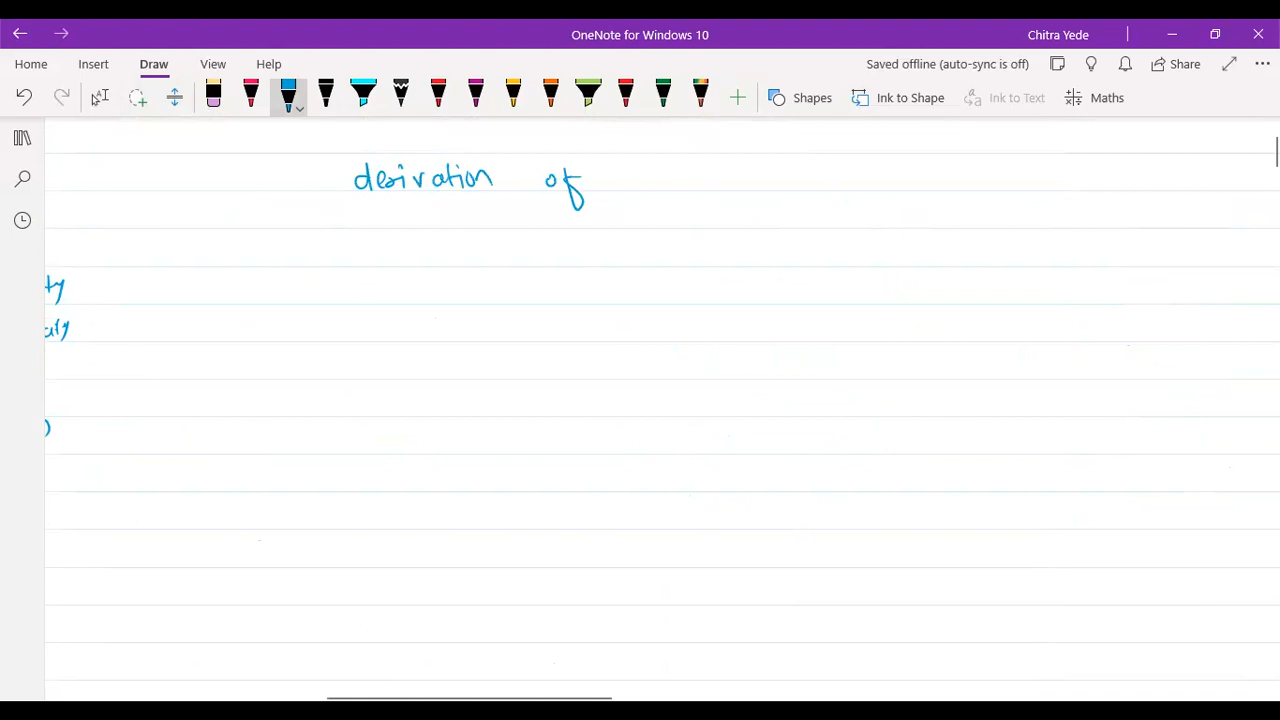 OneNote for Windows 10
Chitra Yede
Home Insert Draw View Help
Saved offline (auto-sync is off)
Share
Shapes Ink to Shape Ink to Text Maths
derivation of
ty
)